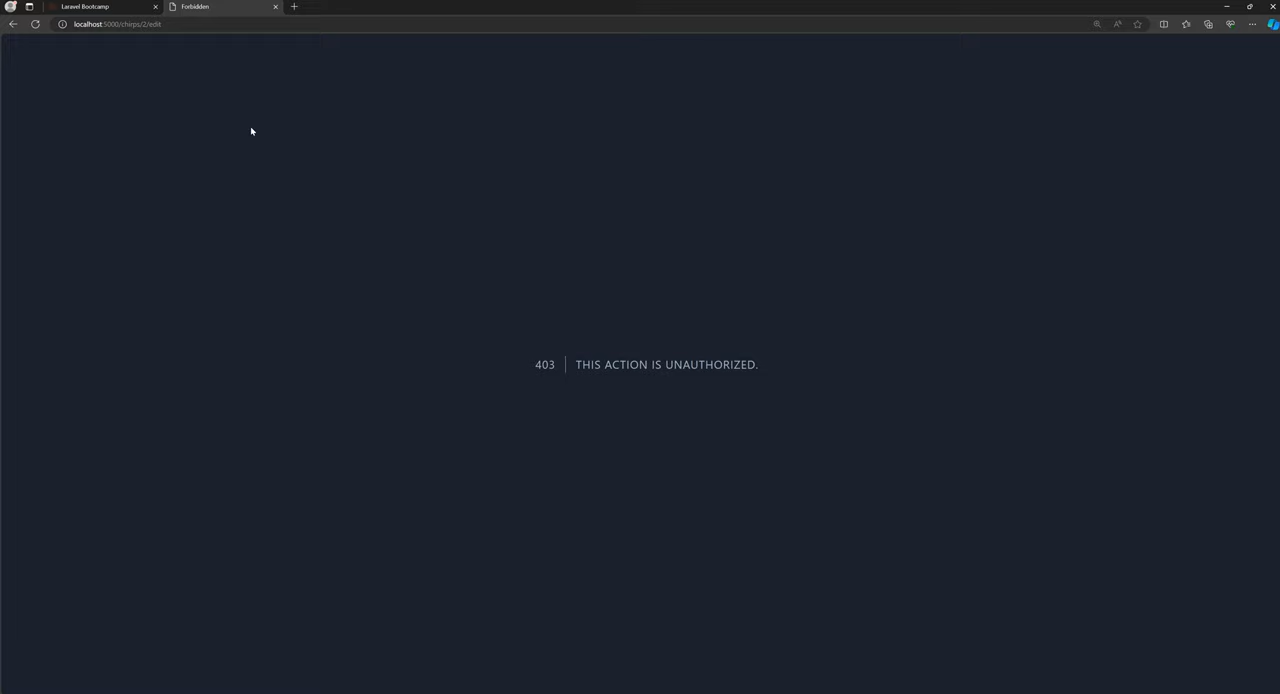 Laravel Bootcamp
Forbidden
localhost:5000/chirps/2/edit
403
THIS ACTION IS UNAUTHORIZED.